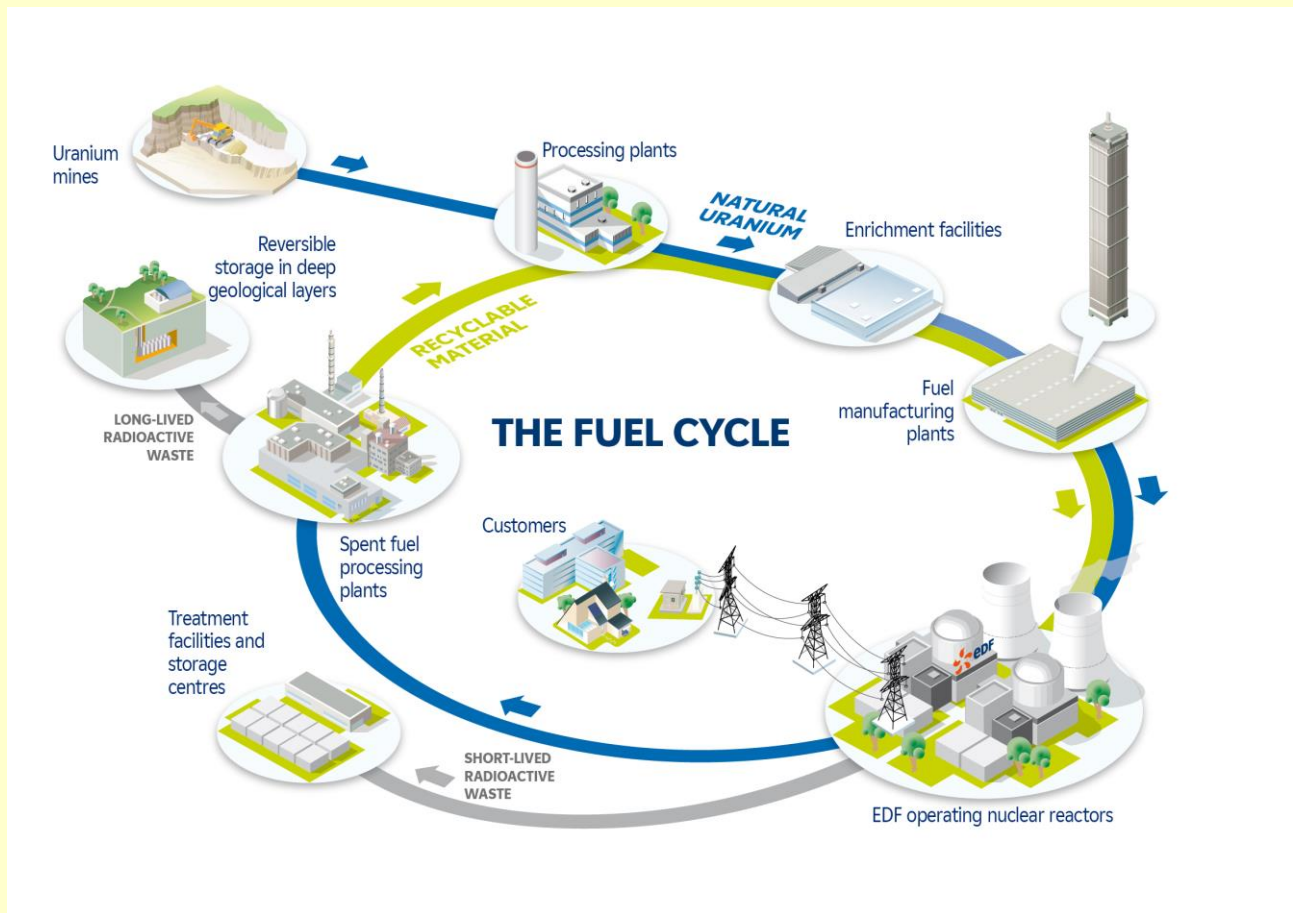 Uranium
mines
Processing plants
NATURAL
URANIUM
Enrichment facilities
Reversible
storage in deep
geological layers
RECYCLABLE
MATERIAL
Fuel
manufacturing
plants
LONG-LIVED
RADIOACTIVE
WASTE
THE FUEL CYCLE
Customers
Spent fuel
processing
plants
Treatment
facilities and
storage
centres
eDF
SHORT-LIVED
RADIOACTIVE
WASTE
EDF operating nuclear reactors